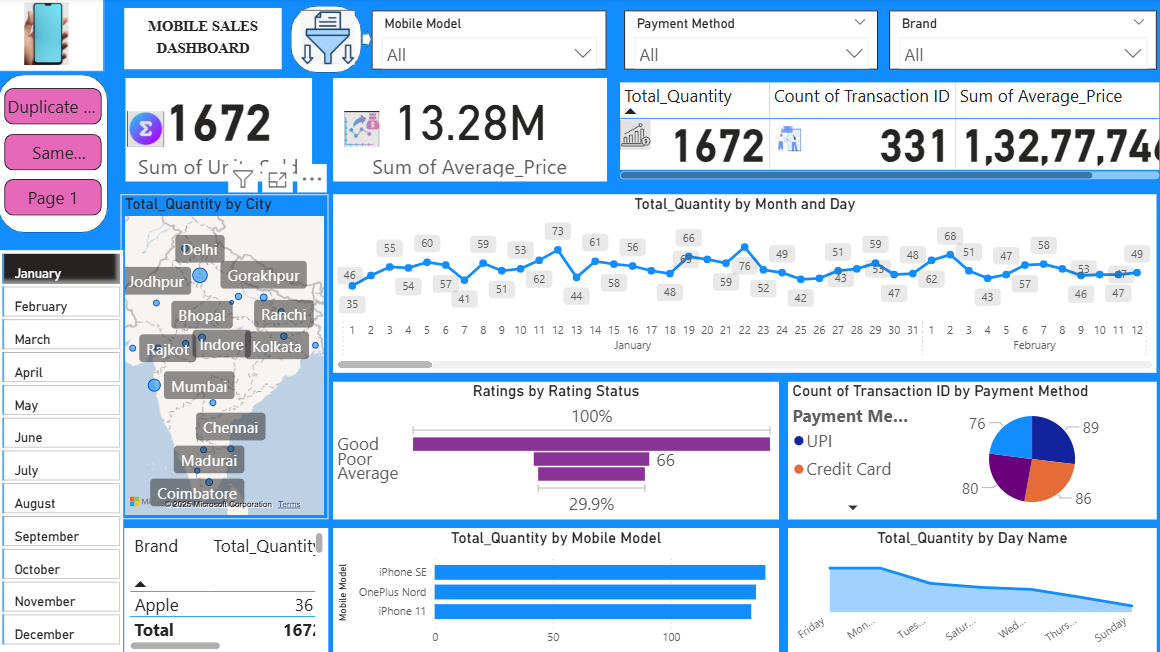 MOBILE SALES
DASHBOARD
Mobile Model
All
Payment Method
All
Brand
All
Duplicate ...
Same...
Page 1
1672
Sum of Units Sold
13.28M
Sum of Average_Price
Total_Quantity Count of Transaction ID Sum of Average_Price
1672 331 1,32,77,746
Total_Quantity by City
Delhi
Gorakhpur
Jodhpur
Bhopal
Ranchi
Rajkot
Indore
Kolkata
Mumbai
Chennai
Madurai
Coimbatore
© 2025 Microsoft Corporation Terms
January
February
March
April
May
June
July
August
September
October
November
December
Total_Quantity by Month and Day
46 55 60 59 53 73 61 56 66 49 51 59 48 68 51 47 58 53 49
35 54 57 41 51 62 44 58 48 69 59 76 52 42 43 53 47 62 43 57 46 47 47
1 2 3 4 5 6 7 8 9 10 11 12 13 14 15 16 17 18 19 20 21 22 23 24 25 26 27 28 29 30 31 1 2 3 4 5 6 7 8 9 10 11 12
January February
Ratings by Rating Status
100%
Good
Poor
66
Average
29.9%
Count of Transaction ID by Payment Method
Payment Me...
UPI
Credit Card
76
89
80
86
Brand Total_Quantity
Apple 36
Total 1672
Total_Quantity by Mobile Model
Mobile Model
iPhone SE
OnePlus Nord
iPhone 11
0 50 100
Total_Quantity by Day Name
Friday Mon... Tues... Satur... Wed... Thurs... Sunday